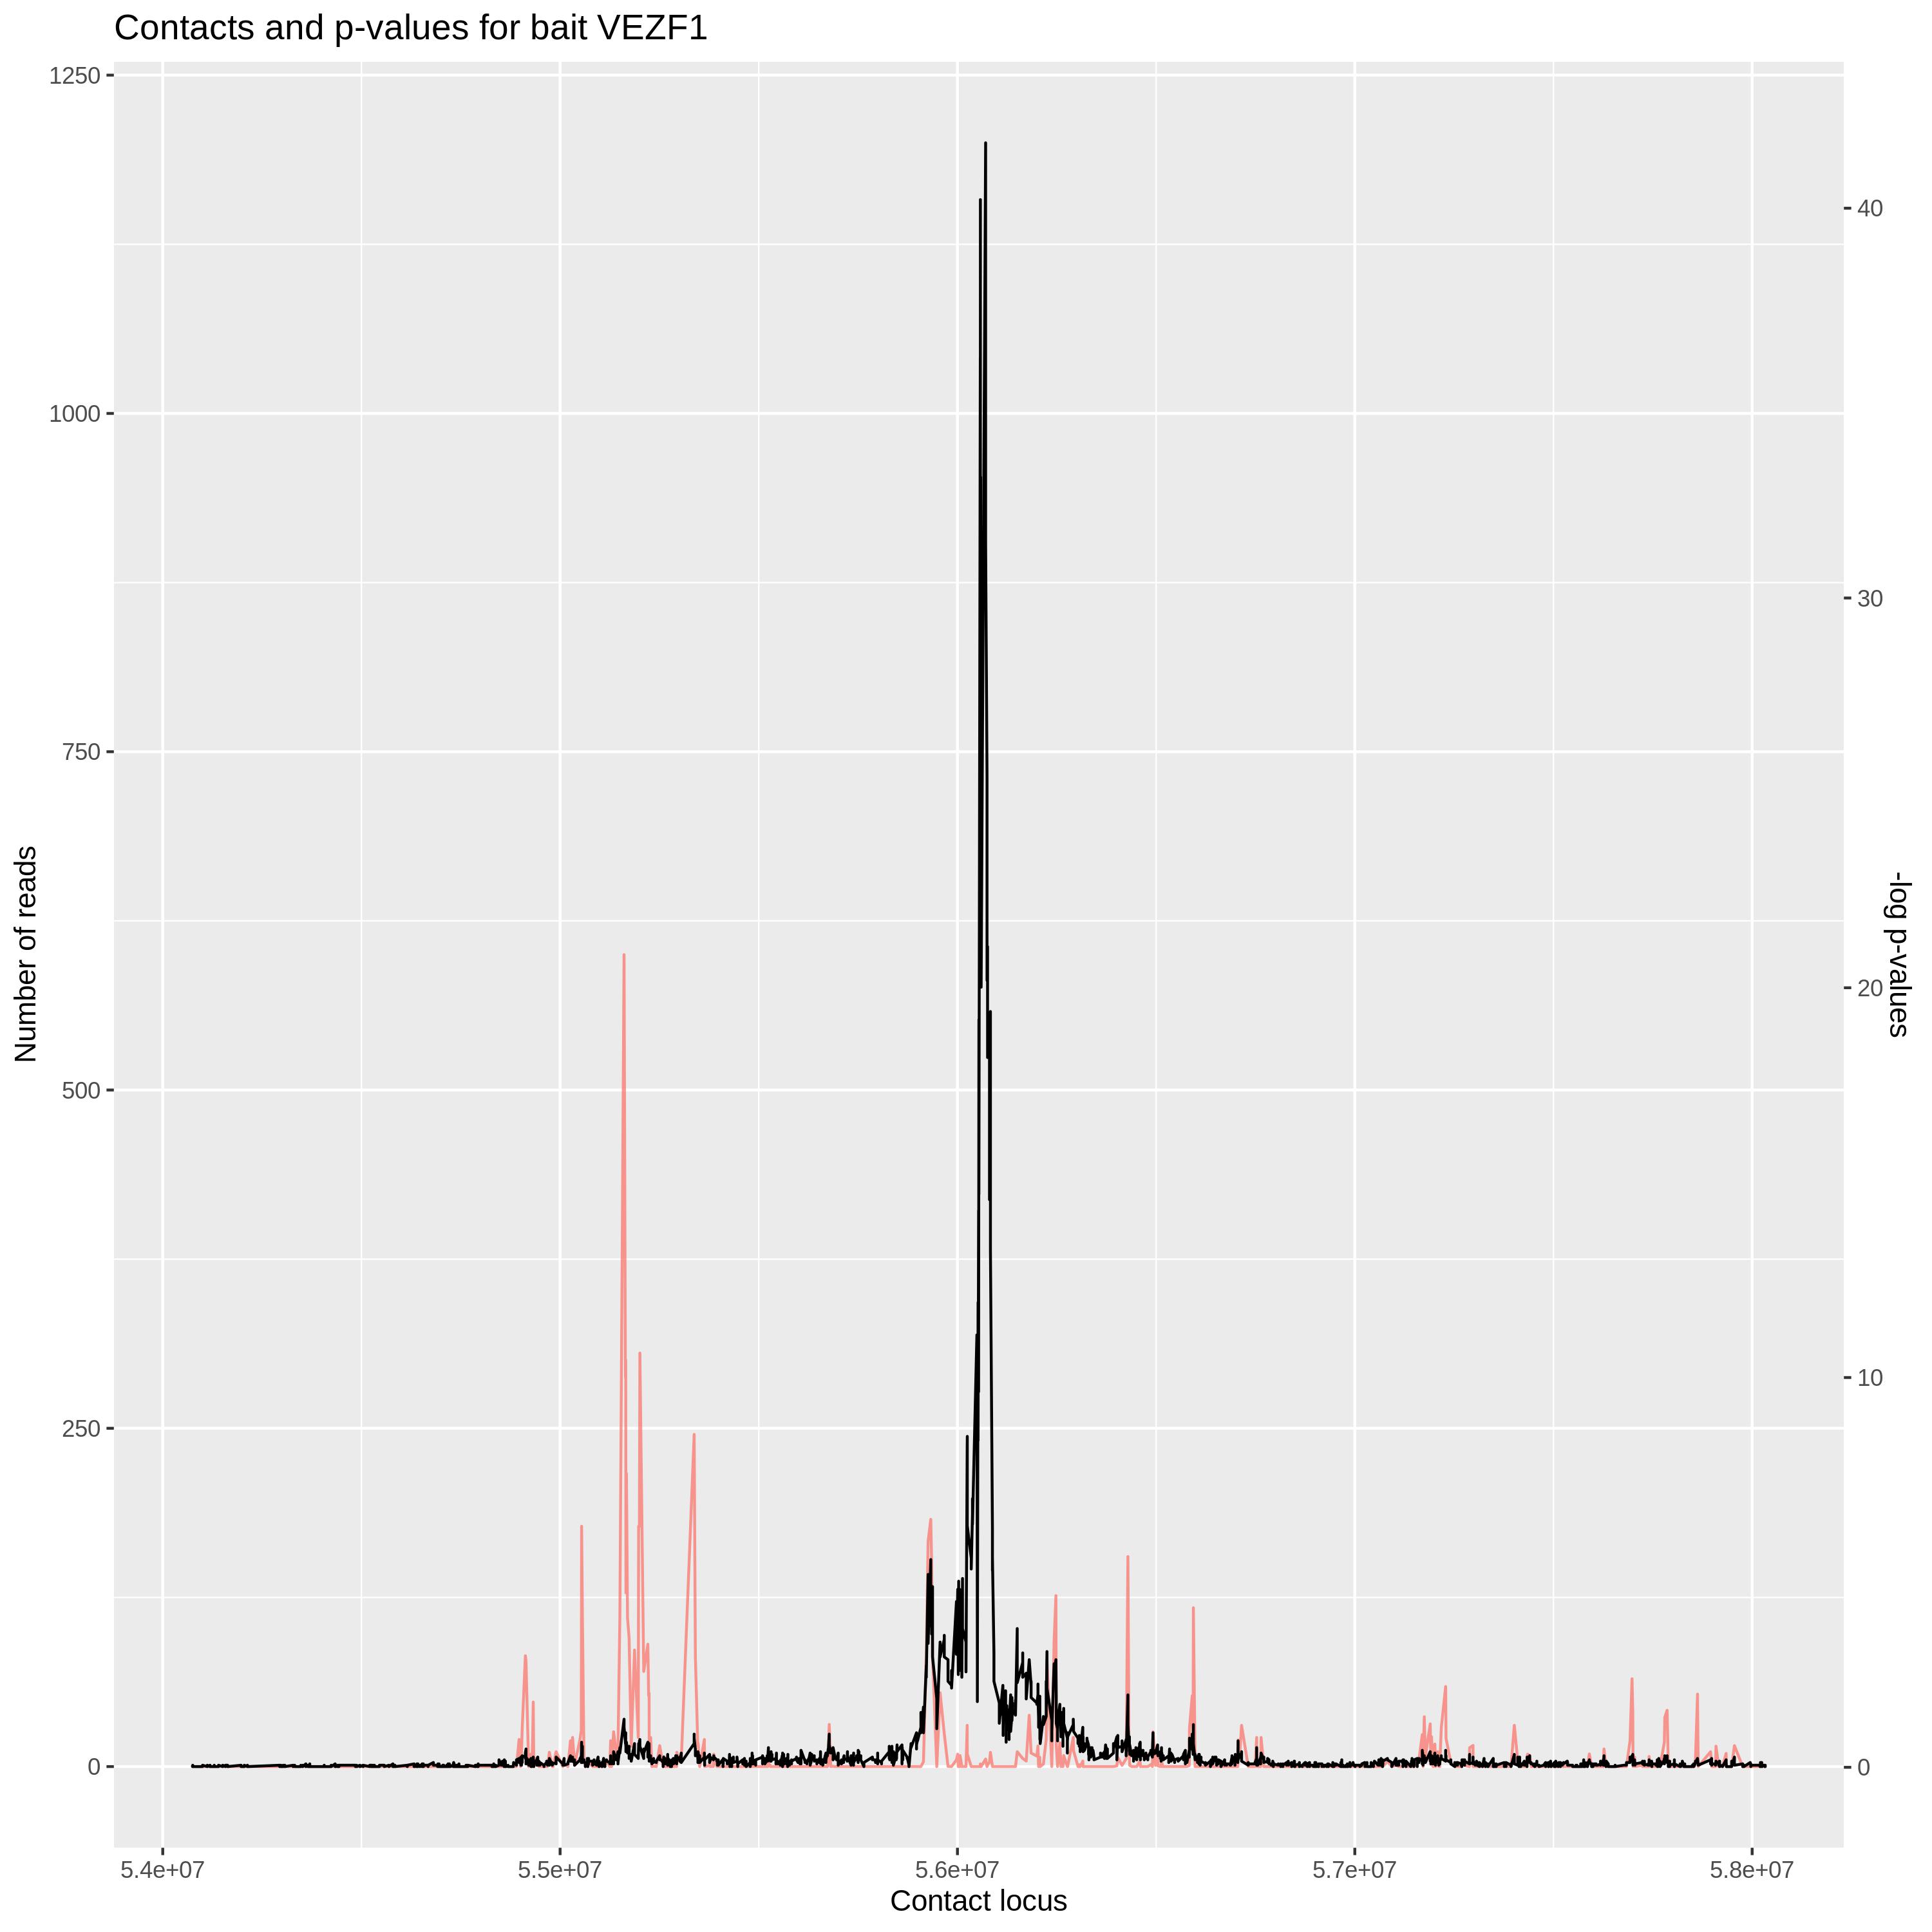 Contacts and p-values for bait VEZF1
1250
1000
750
500
250
0
Number of reads
40
30
20
10
0
-log p-values
5.4e+07
5.5e+07
5.6e+07
5.7e+07
5.8e+07
Contact locus